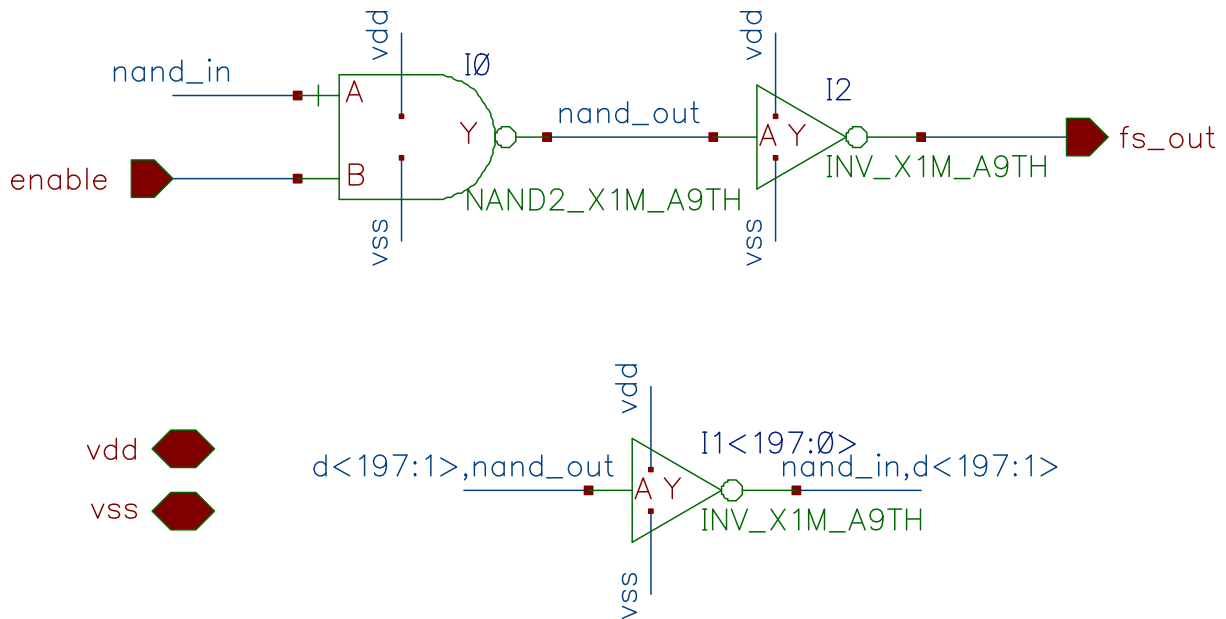 vdd
vdd
nand_in
I0
I2
A
nand_out
Y
A Y
fs_out
enable
B
INV_X1M_A9TH
NAND2_X1M_A9TH
vss
vss
vdd
vdd
I1<197:0>
d<197:1>,nand_out
nand_in,d<197:1>
A Y
vss
INV_X1M_A9TH
vss